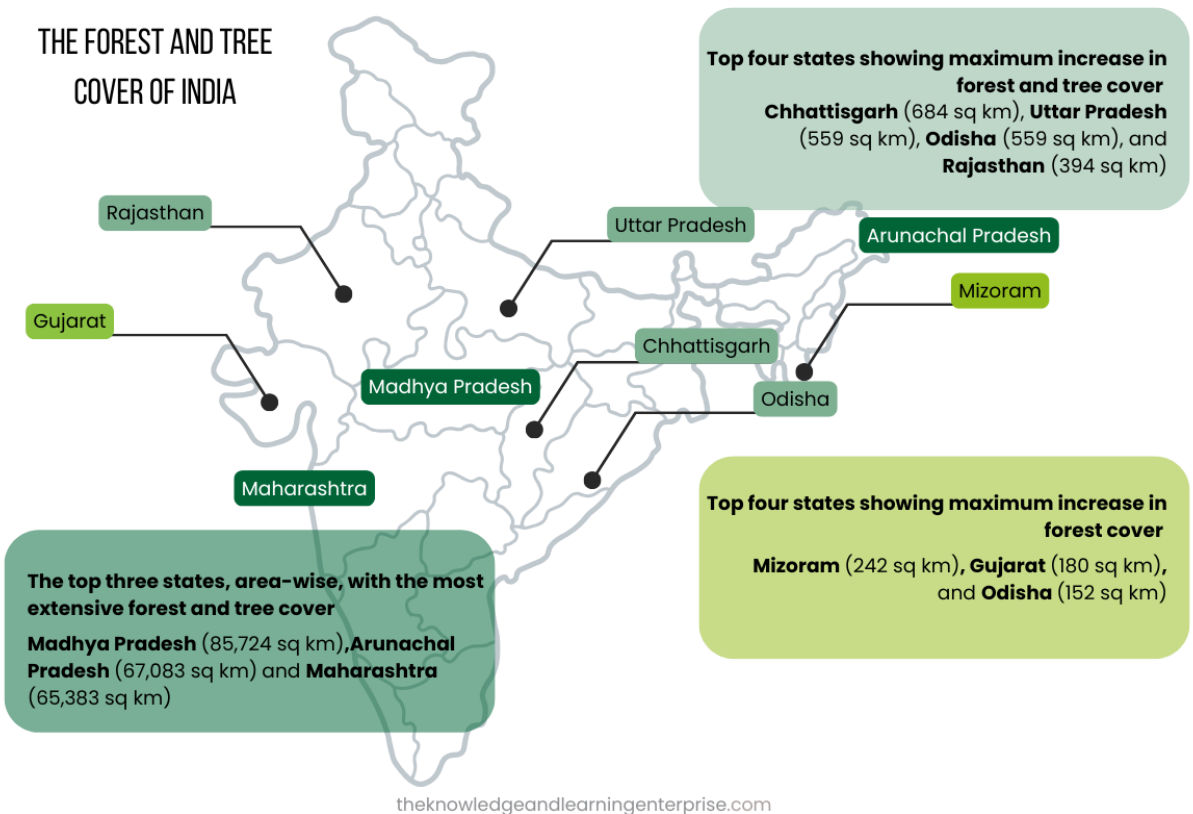 THE FOREST AND TREE
COVER OF INDIA
Top four states showing maximum increase in
forest and tree cover
Chhattisgarh (684 sq km), Uttar Pradesh
(559 sq km), Odisha (559 sq km), and
Rajasthan (394 sq km)
Rajasthan
Uttar Pradesh
Arunachal Pradesh
Mizoram
Gujarat
Chhattisgarh
Madhya Pradesh
Odisha
Maharashtra
Top four states showing maximum increase in
forest cover
Mizoram (242 sq km), Gujarat (180 sq km),
and Odisha (152 sq km)
The top three states, area-wise, with the most
extensive forest and tree cover
Madhya Pradesh (85,724 sq km),Arunachal
Pradesh (67,083 sq km) and Maharashtra
(65,383 sq km)
theknowledgeandlearningenterprise.com